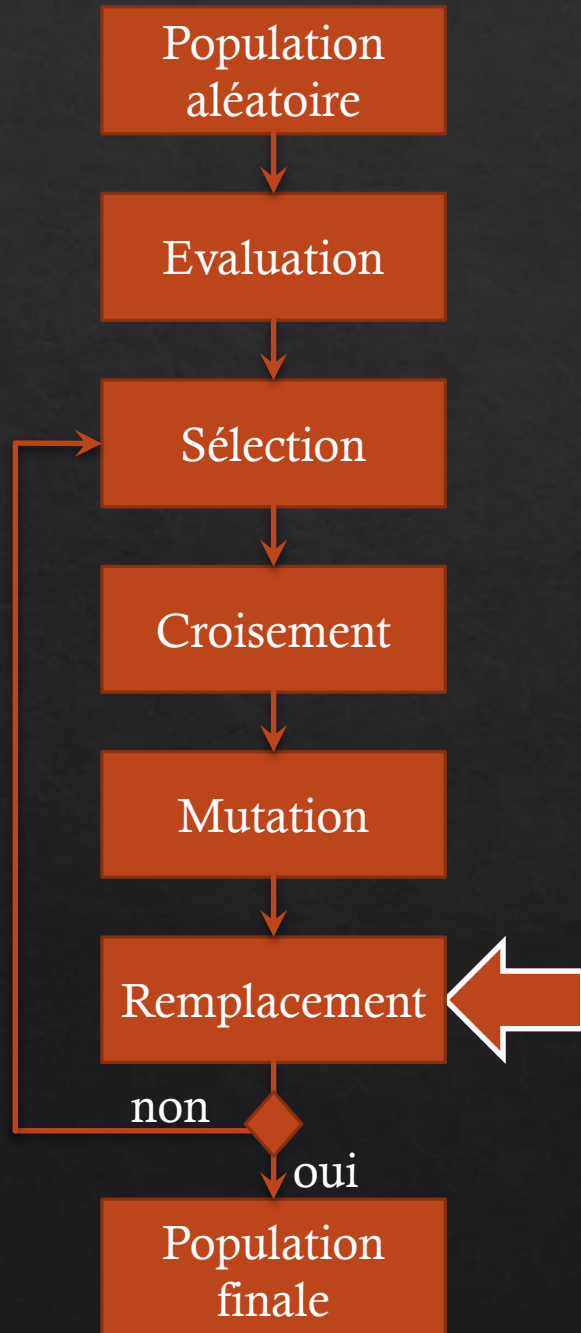 Population
aléatoire
Evaluation
Sélection
Croisement
Mutation
Remplacement
non
oui
Population
finale